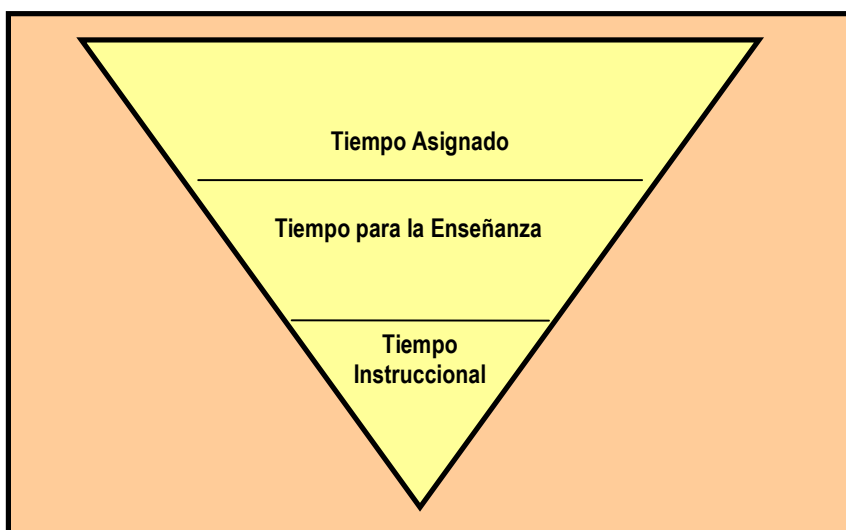 Tiempo Asignado
Tiempo para la Enseñanza
Tiempo
Instruccional